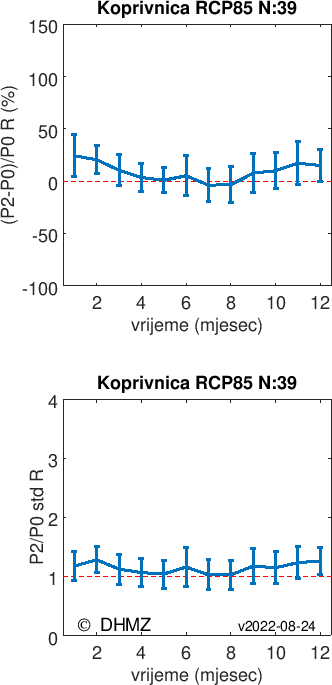 Koprivnica RCP85 N:39
150
100
50
0
-50
-100
(P2-P0)/P0 R (%)
2 4 6 8 10 12
vrijeme (mjesec)
Koprivnica RCP85 N:39
4
3
2
1
0
P2/P0 std R
© DHMZ v2022-08-24
2 4 6 8 10 12
vrijeme (mjesec)